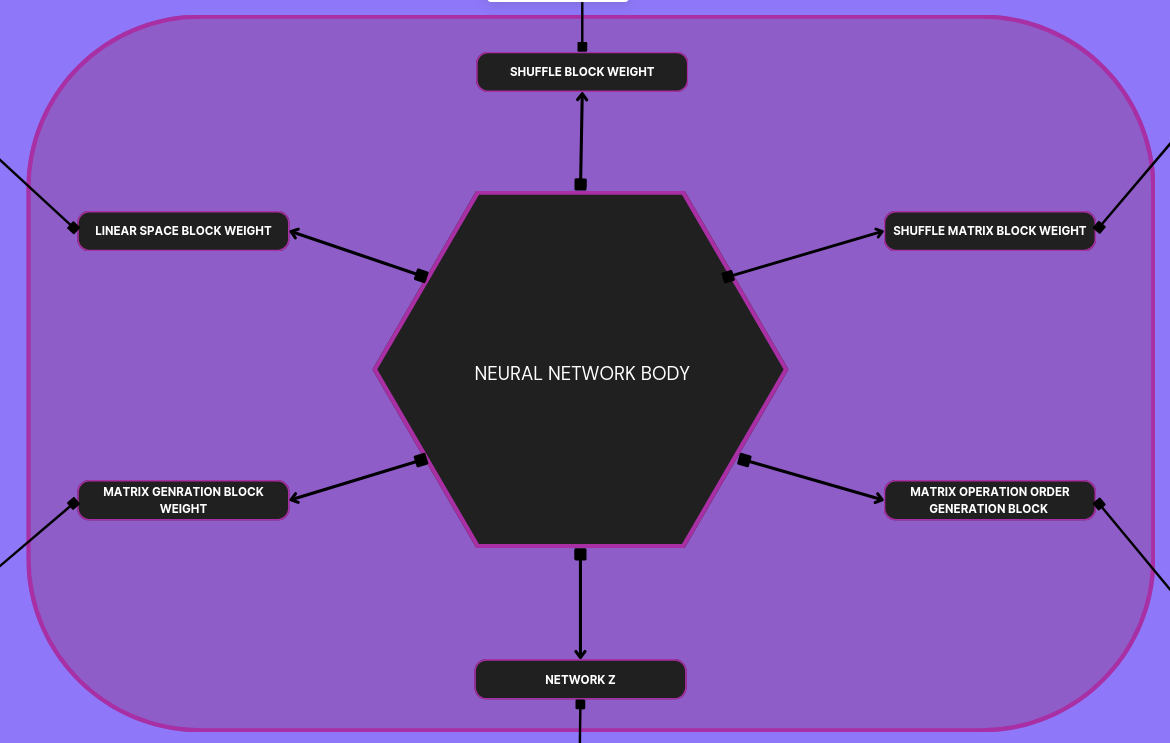 SHUFFLE BLOCK WEIGHT
LINEAR SPACE BLOCK WEIGHT
SHUFFLE MATRIX BLOCK WEIGHT
NEURAL NETWORK BODY
MATRIX GENRATION BLOCK
WEIGHT
MATRIX OPERATION ORDER
GENERATION BLOCK
NETWORK Z